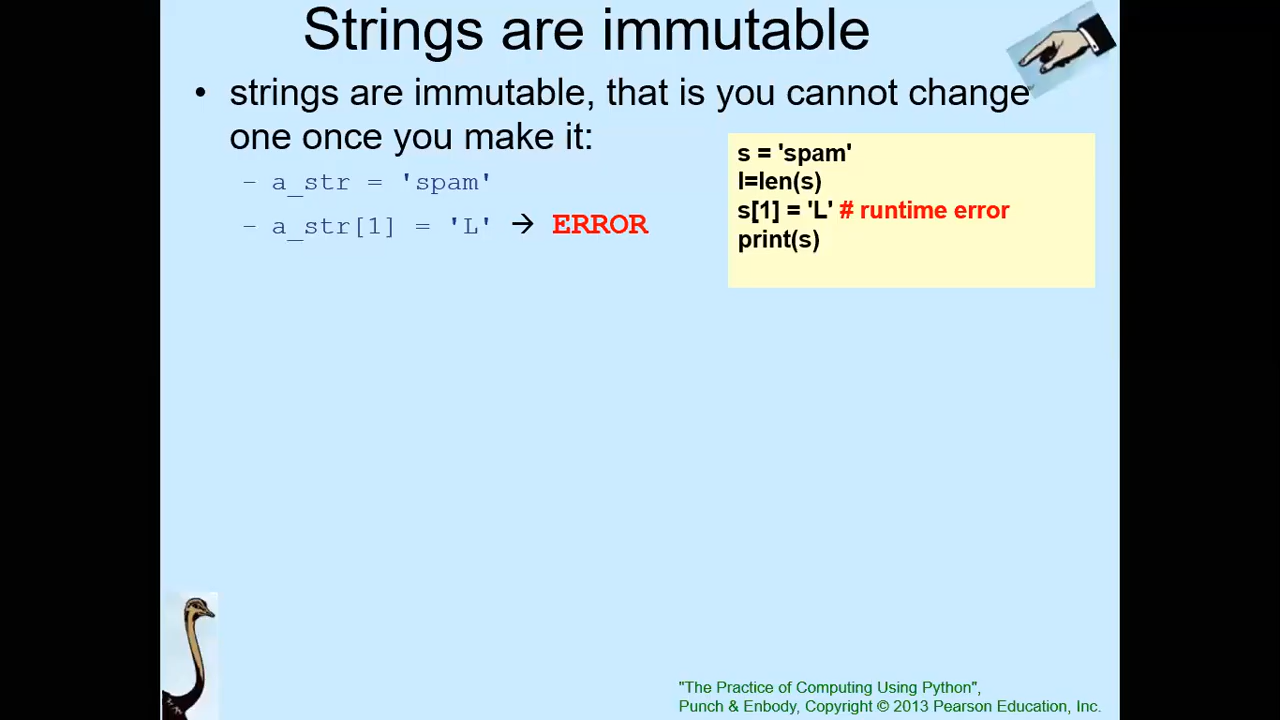 Strings are immutable
• strings are immutable, that is you cannot change
one once you make it:
– a_str = 'spam'
– a_str[1] = 'L' → ERROR
s = 'spam'
l=len(s)
s[1] = 'L' # runtime error
print(s)
"The Practice of Computing Using Python",
Punch & Enbody, Copyright © 2013 Pearson Education, Inc.